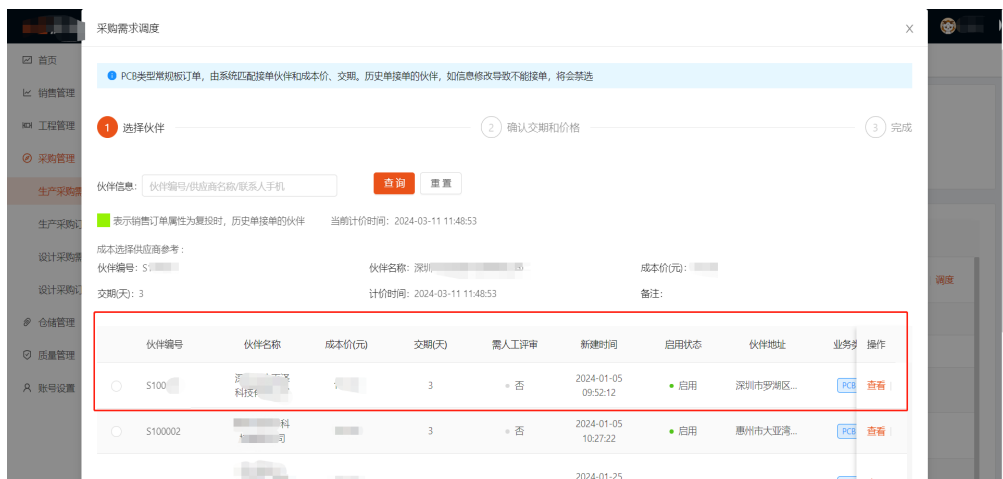 采购需求调度 X
首页
PCB类型常规板订单，由系统匹配接单伙伴和成本价、交期。历史单接单的伙伴，如信息修改导致不能接单，将会禁选
销售管理
工程管理
1 选择伙伴 2 确认交期和价格 3 完成
采购管理
生产采购需
伙伴信息: 伙伴编号/供应商名称/联系人手机 查询 重置
生产采购订
表示销售订单属性为复投时，历史单接单的伙伴 当前计价时间：2024-03-11 11:48:53
成本选择供应商参考 :
设计采购需
伙伴编号: S1 伙伴名称: 深圳 成本价(元):
调度
设计采购订
交期(天): 3 计价时间: 2024-03-11 11:48:53 备注:
仓储管理
伙伴编号 伙伴名称 成本价(元) 交期(天) 需人工评审 新建时间 启用状态 伙伴地址 业务类 操作
质量管理
账号设置
S100 科技 3 否 2024-01-05 09:52:12 启用 深圳市罗湖区... PCB 查看
S100002 科 司 3 否 2024-01-05 10:27:22 启用 惠州市大亚湾... PCB 查看
2024-01-25